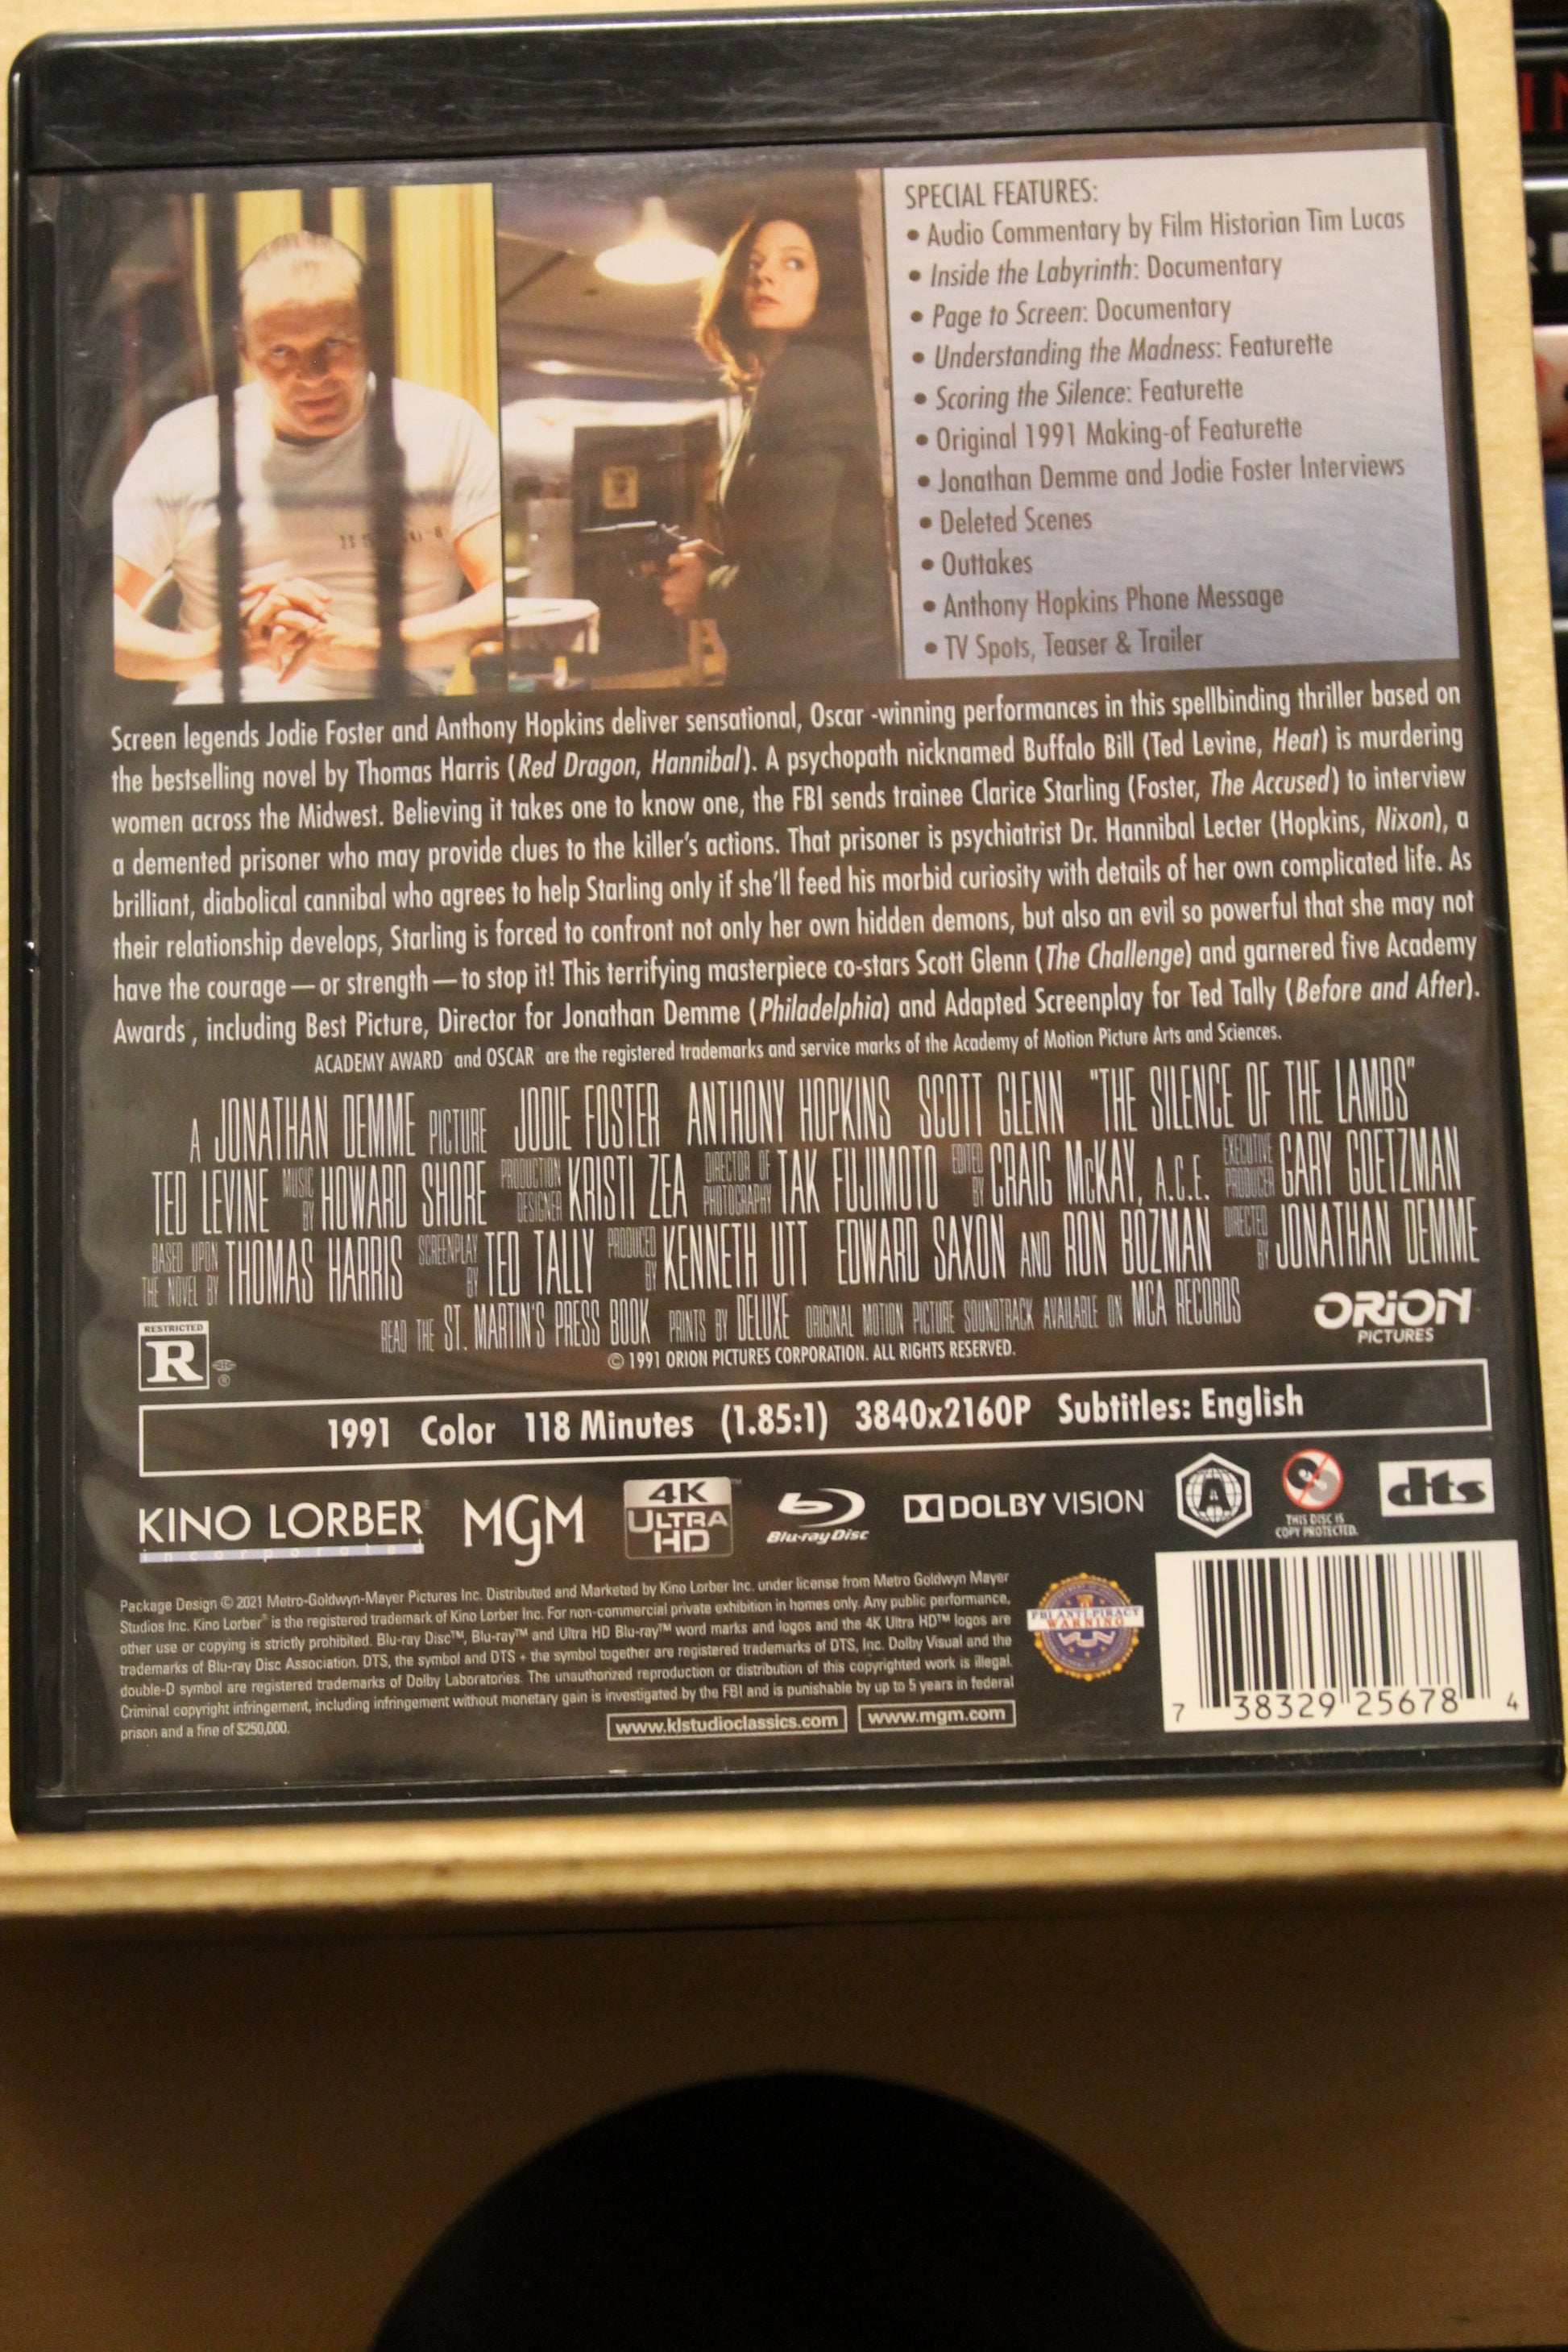 SPECIAL FEATURES:
• Audio Commentary by Film Historian Tim Lucas
• Inside the Labyrinth: Documentary
• Page to Screen: Documentary
• Understanding the Madness: Featurette
• Scoring the Silence: Featurette
• Original 1991 Making-of Featurette
• Jonathan Demme and Jodie Foster Interviews
• Deleted Scenes
• Outtakes
• Anthony Hopkins Phone Message
• TV Spots, Teaser & Trailer
Screen legends Jodie Foster and Anthony Hopkins deliver sensational, Oscar -winning performances in this spellbinding thriller based on
the bestselling novel by Thomas Harris (Red Dragon, Hannibal). A psychopath nicknamed Buffalo Bill (Ted Levine, Heat) is murdering
women across the Midwest. Believing it takes one to know one, the FBI sends trainee Clarice Starling (Foster, The Accused) to interview
a demented prisoner who may provide clues to the killer's actions. That prisoner is psychiatrist Dr. Hannibal Lecter (Hopkins, Nixon), a
brilliant, diabolical cannibal who agrees to help Starling only if she'll feed his morbid curiosity with details of her own complicated life. As
their relationship develops, Starling is forced to confront not only her own hidden demons, but also an evil so powerful that she may not
have the courage—or strength—to stop it! This terrifying masterpiece co-stars Scott Glenn (The Challenge) and garnered five Academy
Awards , including Best Picture, Director for Jonathan Demme (Philadelphia) and Adapted Screenplay for Ted Tally (Before and After).
ACADEMY AWARD and OSCAR are the registered trademarks and service marks of the Academy of Motion Picture Arts and Sciences.
A JONATHAN DEMME PICTURE JODIE FOSTER ANTHONY HOPKINS SCOTT GLENN "THE SILENCE OF THE LAMBS"
TED LEVINE MUSIC BY HOWARD SHORE PRODUCTION DESIGNER KRISTI ZEA DIRECTOR OF PHOTOGRAPHY TAK FUJIMOTO EDITED BY CRAIG McKAY, A.C.E. EXECUTIVE PRODUCER GARY GOETZMAN
BASED UPON THE NOVEL BY THOMAS HARRIS SCREENPLAY BY TED TALLY PRODUCED BY KENNETH UTT EDWARD SAXON AND RON BOZMAN DIRECTED BY JONATHAN DEMME
READ THE ST. MARTIN'S PRESS BOOK PRINTS BY DELUXE ORIGINAL MOTION PICTURE SOUNDTRACK AVAILABLE ON MCA RECORDS
ORION
PICTURES
© 1991 ORION PICTURES CORPORATION. ALL RIGHTS RESERVED.
RESTRICTED
R ®
1991 Color 118 Minutes (1.85:1) 3840x2160P Subtitles: English
KINO LORBER®
incorporated
MGM
4K™
ULTRA
HD
Blu-ray Disc
DOLBY VISION
A
THIS DISC IS
COPY PROTECTED.
dts
Package Design © 2021 Metro-Goldwyn-Mayer Pictures Inc. Distributed and Marketed by Kino Lorber Inc. under license from Metro Goldwyn Mayer
Studios Inc. Kino Lorber® is the registered trademark of Kino Lorber Inc. For non-commercial private exhibition in homes only. Any public performance,
other use or copying is strictly prohibited. Blu-ray Disc™, Blu-ray™ and Ultra HD Blu-ray™ word marks and logos and the 4K Ultra HD™ logos are
trademarks of Blu-ray Disc Association. DTS, the symbol and DTS + the symbol together are registered trademarks of DTS, Inc. Dolby Visual and the
double-D symbol are registered trademarks of Dolby Laboratories. The unauthorized reproduction or distribution of this copyrighted work is illegal.
Criminal copyright infringement, including infringement without monetary gain is investigated by the FBI and is punishable by up to 5 years in federal
prison and a fine of $250,000.
www.klstudioclassics.com www.mgm.com
FBI ANTI-PIRACY
WARNING
7 38329 25678 4